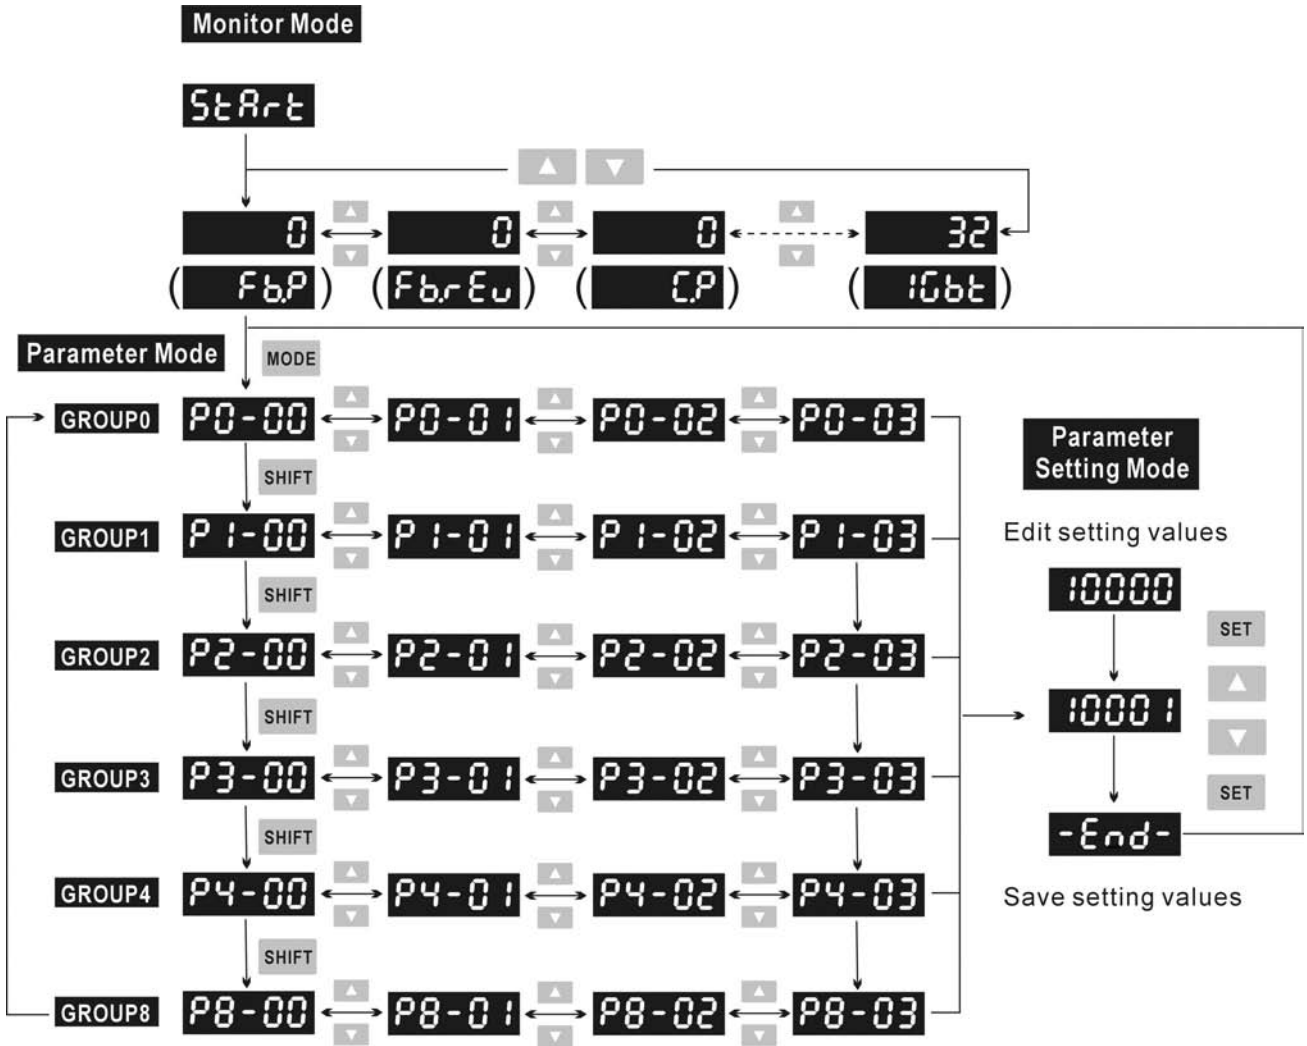 Monitor Mode
StArt
▲ ▼
0 ▲ ▼ 0 ▲ ▼ 0 ▲ ▼ 32
( Fb.P ) ( Fb.rEv ) ( C.P ) ( IGbt )
Parameter Mode MODE
GROUP0 P0-00 ▲ ▼ P0-01 ▲ ▼ P0-02 ▲ ▼ P0-03
SHIFT
GROUP1 P1-00 ▲ ▼ P1-01 ▲ ▼ P1-02 ▲ ▼ P1-03
SHIFT
GROUP2 P2-00 ▲ ▼ P2-01 ▲ ▼ P2-02 ▲ ▼ P2-03
SHIFT
GROUP3 P3-00 ▲ ▼ P3-01 ▲ ▼ P3-02 ▲ ▼ P3-03
SHIFT
GROUP4 P4-00 ▲ ▼ P4-01 ▲ ▼ P4-02 ▲ ▼ P4-03
SHIFT
GROUP8 P8-00 ▲ ▼ P8-01 ▲ ▼ P8-02 ▲ ▼ P8-03
Parameter
Setting Mode
Edit setting values
10000
SET
▲
10001
▼
SET
-End-
Save setting values